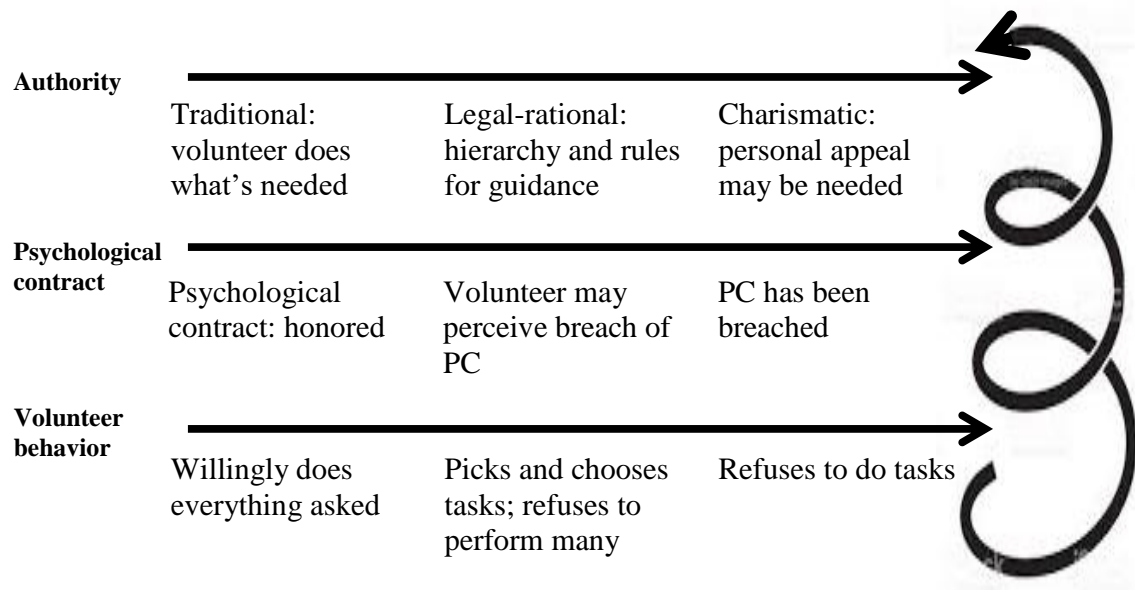 Authority
Traditional:
volunteer does
what's needed
Legal-rational:
hierarchy and rules
for guidance
Charismatic:
personal appeal
may be needed
Psychological
contract
Psychological
contract: honored
Volunteer may
perceive breach of
PC
PC has been
breached
Volunteer
behavior
Willingly does
everything asked
Picks and chooses
tasks; refuses to
perform many
Refuses to do tasks